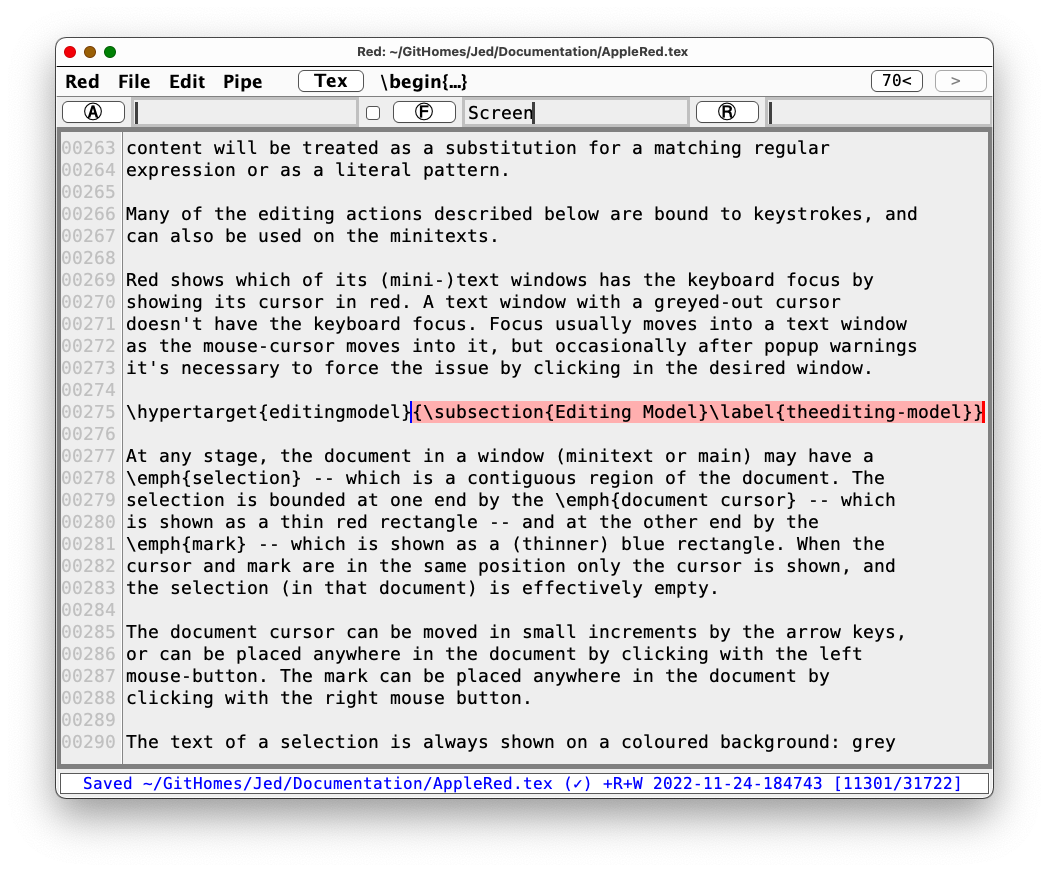 Red: ~/GitHomes/Jed/Documentation/AppleRed.tex
Red File Edit Pipe Tex \begin{…} 70< >
Ⓐ Ⓕ Screen Ⓡ
00263 content will be treated as a substitution for a matching regular
00264 expression or as a literal pattern.
00265
00266 Many of the editing actions described below are bound to keystrokes, and
00267 can also be used on the minitexts.
00268
00269 Red shows which of its (mini-)text windows has the keyboard focus by
00270 showing its cursor in red. A text window with a greyed-out cursor
00271 doesn't have the keyboard focus. Focus usually moves into a text window
00272 as the mouse-cursor moves into it, but occasionally after popup warnings
00273 it's necessary to force the issue by clicking in the desired window.
00274
00275 \hypertarget{editingmodel}{\subsection{Editing Model}\label{theediting-model}}
00276
00277 At any stage, the document in a window (minitext or main) may have a
00278 \emph{selection} -- which is a contiguous region of the document. The
00279 selection is bounded at one end by the \emph{document cursor} -- which
00280 is shown as a thin red rectangle -- and at the other end by the
00281 \emph{mark} -- which is shown as a (thinner) blue rectangle. When the
00282 cursor and mark are in the same position only the cursor is shown, and
00283 the selection (in that document) is effectively empty.
00284
00285 The document cursor can be moved in small increments by the arrow keys,
00286 or can be placed anywhere in the document by clicking with the left
00287 mouse-button. The mark can be placed anywhere in the document by
00288 clicking with the right mouse button.
00289
00290 The text of a selection is always shown on a coloured background: grey
Saved ~/GitHomes/Jed/Documentation/AppleRed.tex (✓) +R+W 2022-11-24-184743 [11301/31722]